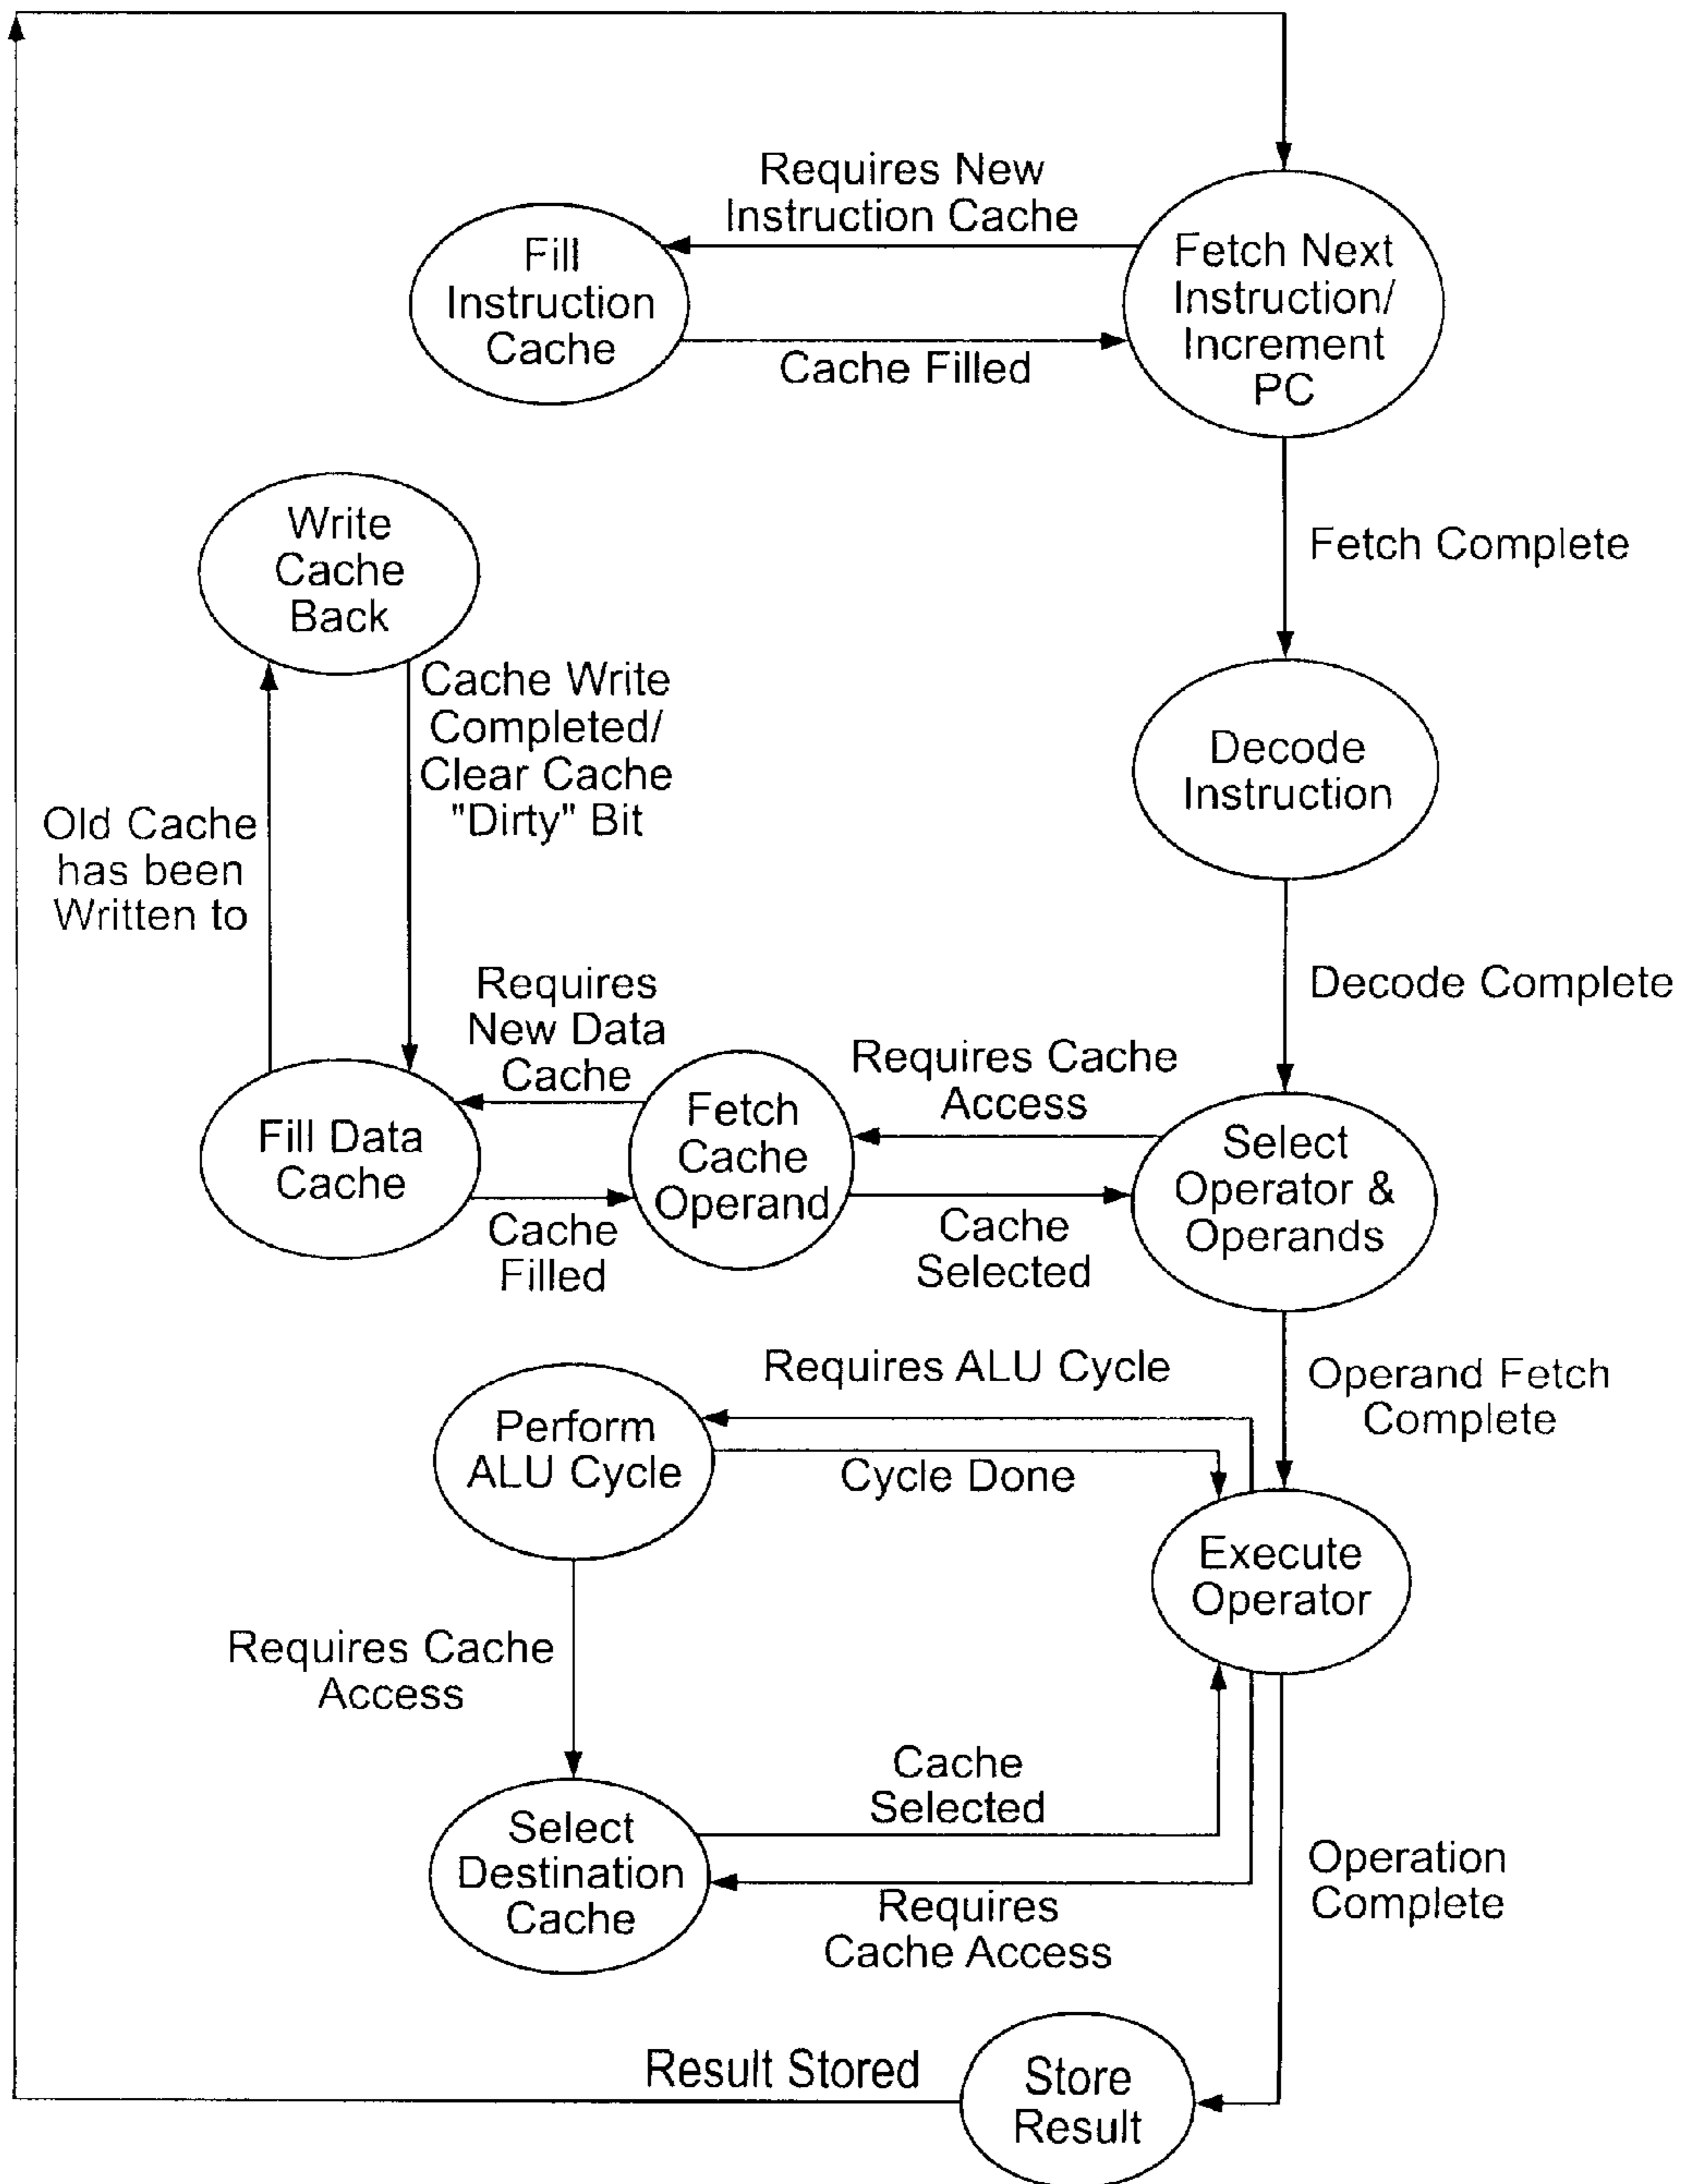 Requires New
Instruction Cache
Fill
Instruction
Cache
Fetch Next
Instruction/
Increment
PC
Cache Filled
Fetch Complete
Write
Cache
Back
Cache Write
Completed/
Clear Cache
"Dirty" Bit
Old Cache
has been
Written to
Decode
Instruction
Decode Complete
Requires
New Data
Cache
Requires Cache
Access
Fill Data
Cache
Fetch
Cache
Operand
Select
Operator &
Operands
Cache
Filled
Cache
Selected
Requires ALU Cycle
Operand Fetch
Complete
Perform
ALU Cycle
Cycle Done
Execute
Operator
Requires Cache
Access
Cache
Selected
Select
Destination
Cache
Requires
Cache Access
Operation
Complete
Result Stored
Store
Result